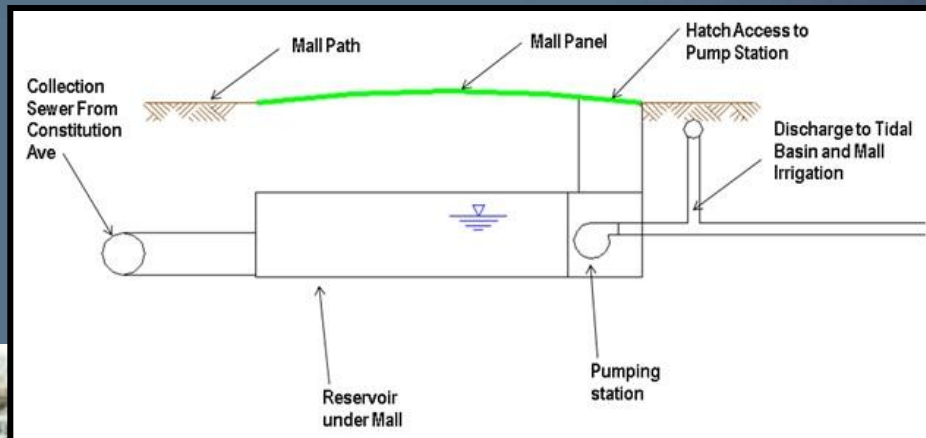 Mall Path
Mall Panel
Hatch Access to
Pump Station
Collection
Sewer From
Constitution
Ave
Discharge to Tidal
Basin and Mall
Irrigation
Reservoir
under Mall
Pumping
station